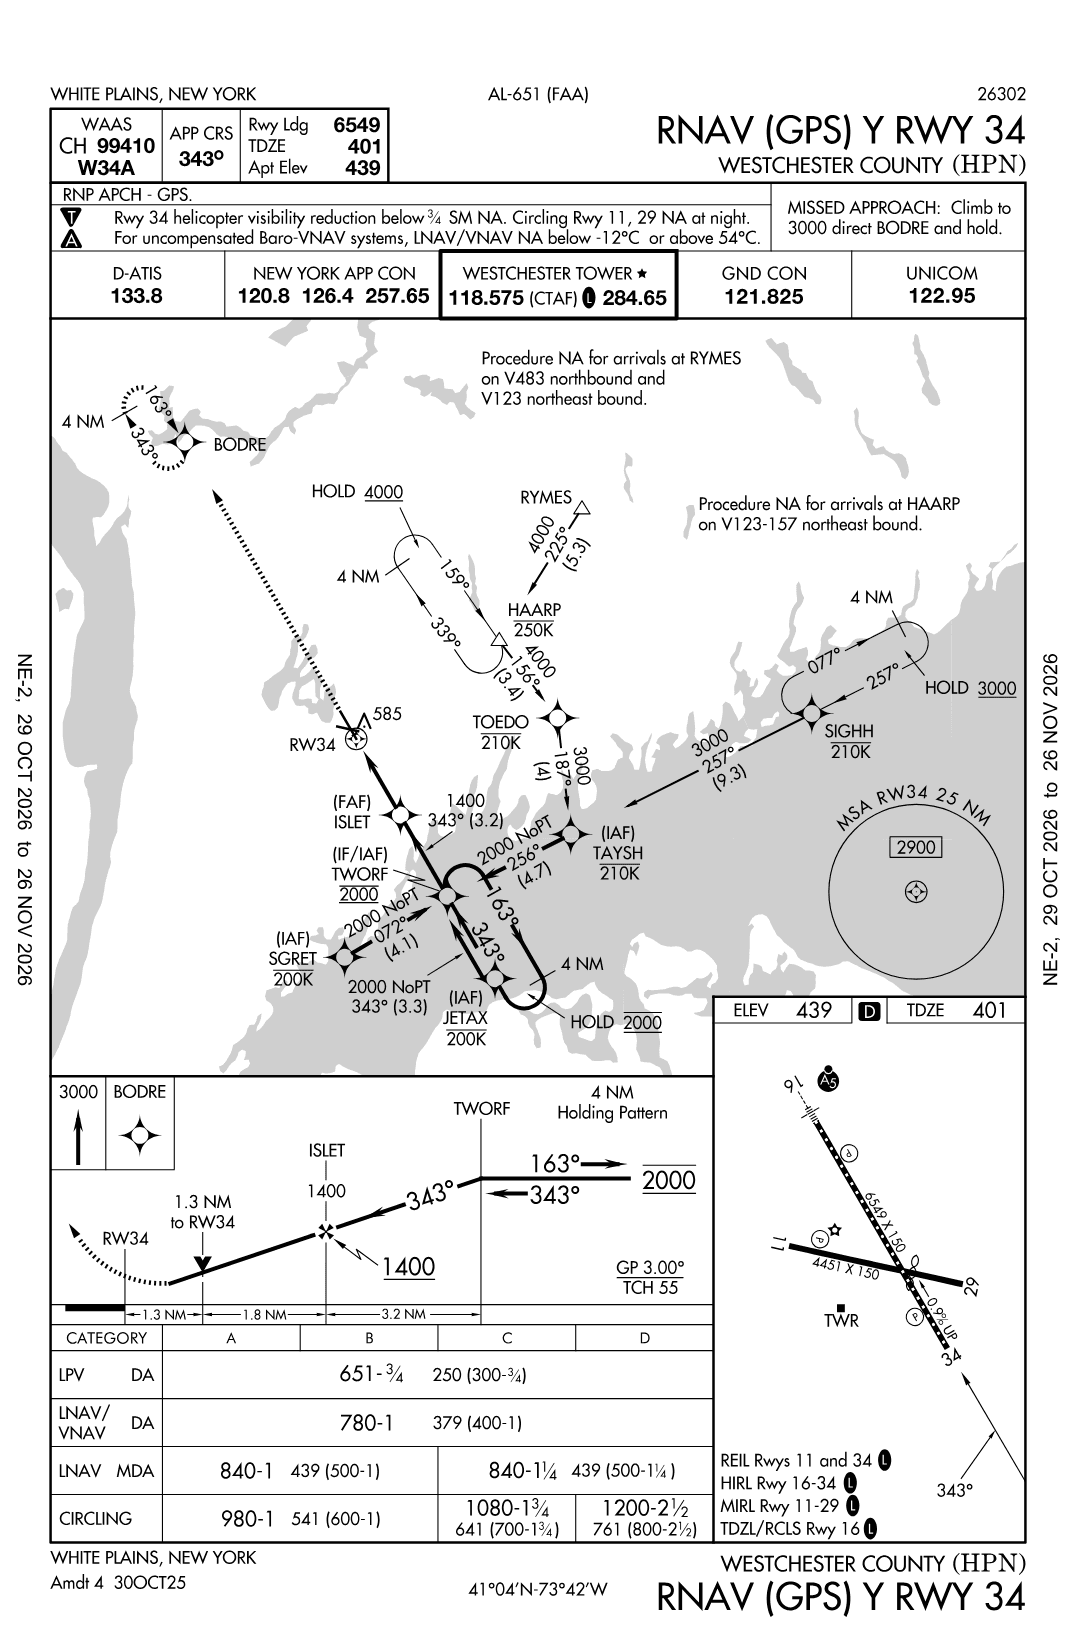 WHITE PLAINS, NEW YORK
AL-651 (FAA)
26302
WAAS
CH 99410
W34A
APP CRS
343°
Rwy Ldg 6549
TDZE 401
Apt Elev 439
RNAV (GPS) Y RWY 34
WESTCHESTER COUNTY (HPN)
RNP APCH - GPS.
T Rwy 34 helicopter visibility reduction below ¾ SM NA. Circling Rwy 11, 29 NA at night.
A For uncompensated Baro-VNAV systems, LNAV/VNAV NA below -12°C or above 54°C.
MISSED APPROACH: Climb to
3000 direct BODRE and hold.
D-ATIS
133.8
NEW YORK APP CON
120.8 126.4 257.65
WESTCHESTER TOWER ★
118.575 (CTAF) L 284.65
GND CON
121.825
UNICOM
122.95
Procedure NA for arrivals at RYMES
on V483 northbound and
V123 northeast bound.
163°
4 NM
343°
BODRE
HOLD 4000
4 NM
159°
339°
RYMES
4000
225°
(5.3)
Procedure NA for arrivals at HAARP
on V123-157 northeast bound.
HAARP
250K
4000
156°
(3.4)
4 NM
077°
257°
HOLD 3000
TOEDO
210K
SIGHH
210K
585
RW34
3000
187°
(4)
3000
257°
(9.3)
(FAF)
ISLET
1400
343° (3.2)
(IAF)
TAYSH
210K
2000 NoPT
256°
(4.7)
MSA RW34 25 NM
2900
(IF/IAF)
TWORF
2000
2000 NoPT
072°
(4.1)
163°
343°
(IAF)
SGRET
200K
2000 NoPT
343° (3.3)
(IAF)
JETAX
200K
4 NM
HOLD 2000
NE-2, 29 OCT 2026 to 26 NOV 2026
NE-2, 29 OCT 2026 to 26 NOV 2026
ELEV 439 D TDZE 401
16
A5
P
6549 X 150
11
P
4451 X 150
29
P
0.9% UP
TWR
34
343°
REIL Rwys 11 and 34 L
HIRL Rwy 16-34 L
MIRL Rwy 11-29 L
TDZL/RCLS Rwy 16 L
3000
BODRE
4 NM
Holding Pattern
TWORF
ISLET
1400
163°
343°
2000
343°
1.3 NM
to RW34
RW34
1400
GP 3.00°
TCH 55
1.3 NM
1.8 NM
3.2 NM
CATEGORY A B C D
LPV DA 651-¾ 250 (300-¾)
LNAV/
VNAV DA 780-1 379 (400-1)
LNAV MDA 840-1 439 (500-1) 840-1¼ 439 (500-1¼)
CIRCLING 980-1 541 (600-1)
1080-1¾
641 (700-1¾)
1200-2½
761 (800-2½)
WHITE PLAINS, NEW YORK
Amdt 4 30OCT25
41°04'N-73°42'W
WESTCHESTER COUNTY (HPN)
RNAV (GPS) Y RWY 34